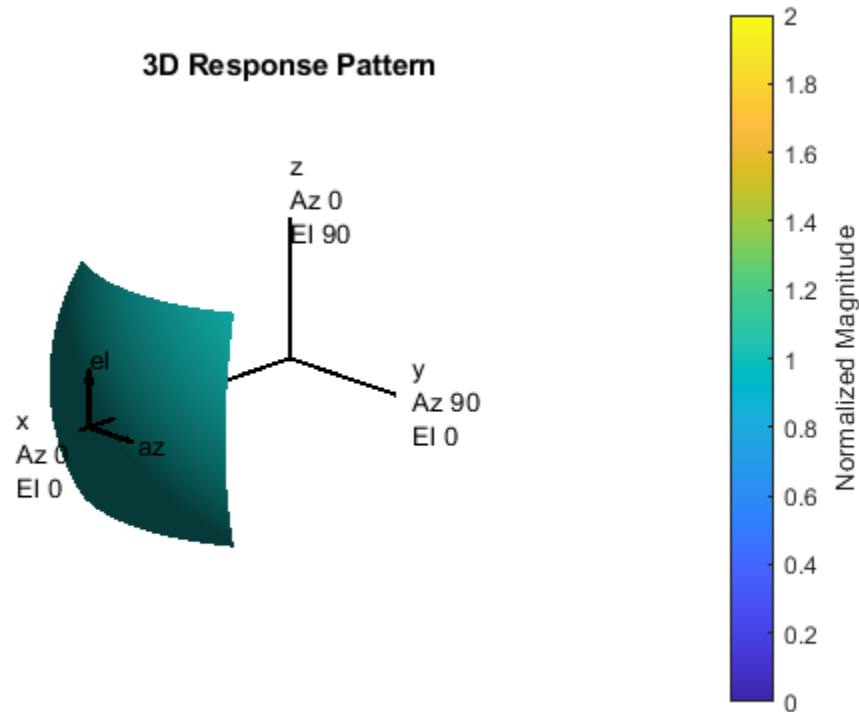 3D Response Pattern
z
Az 0
El 90
el
az
x
Az 0
El 0
y
Az 90
El 0
2
1.8
1.6
1.4
1.2
1
0.8
0.6
0.4
0.2
0
Normalized Magnitude